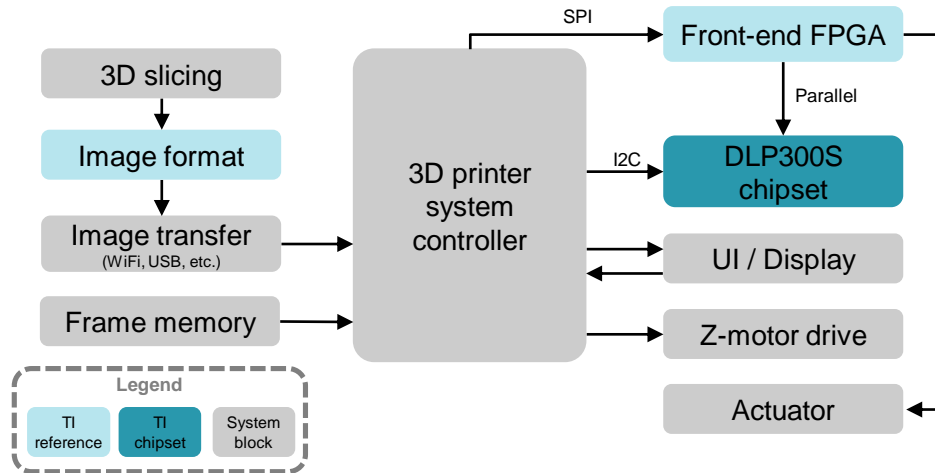 SPI
Front-end FPGA
3D slicing
Parallel
Image format
I2C
DLP300S
chipset
3D printer
system
controller
Image transfer
(WiFi, USB, etc.)
UI / Display
Frame memory
Z-motor drive
Legend
TI
reference
TI
chipset
System
block
Actuator